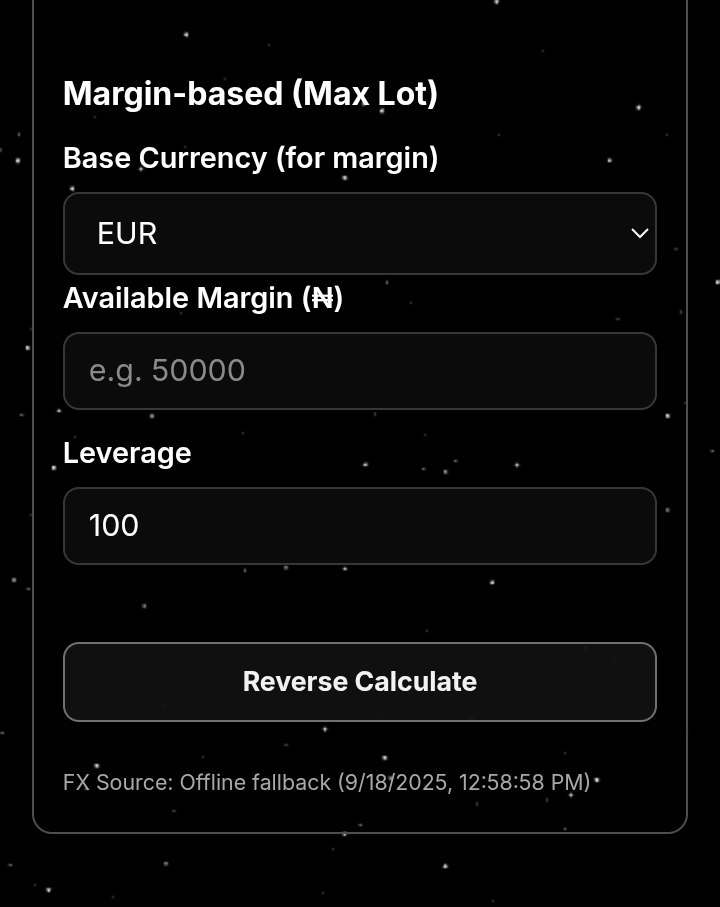 Margin-based (Max Lot)
Base Currency (for margin)
EUR
Available Margin (₦)
e.g. 50000
Leverage
100
Reverse Calculate
FX Source: Offline fallback (9/18/2025, 12:58:58 PM)